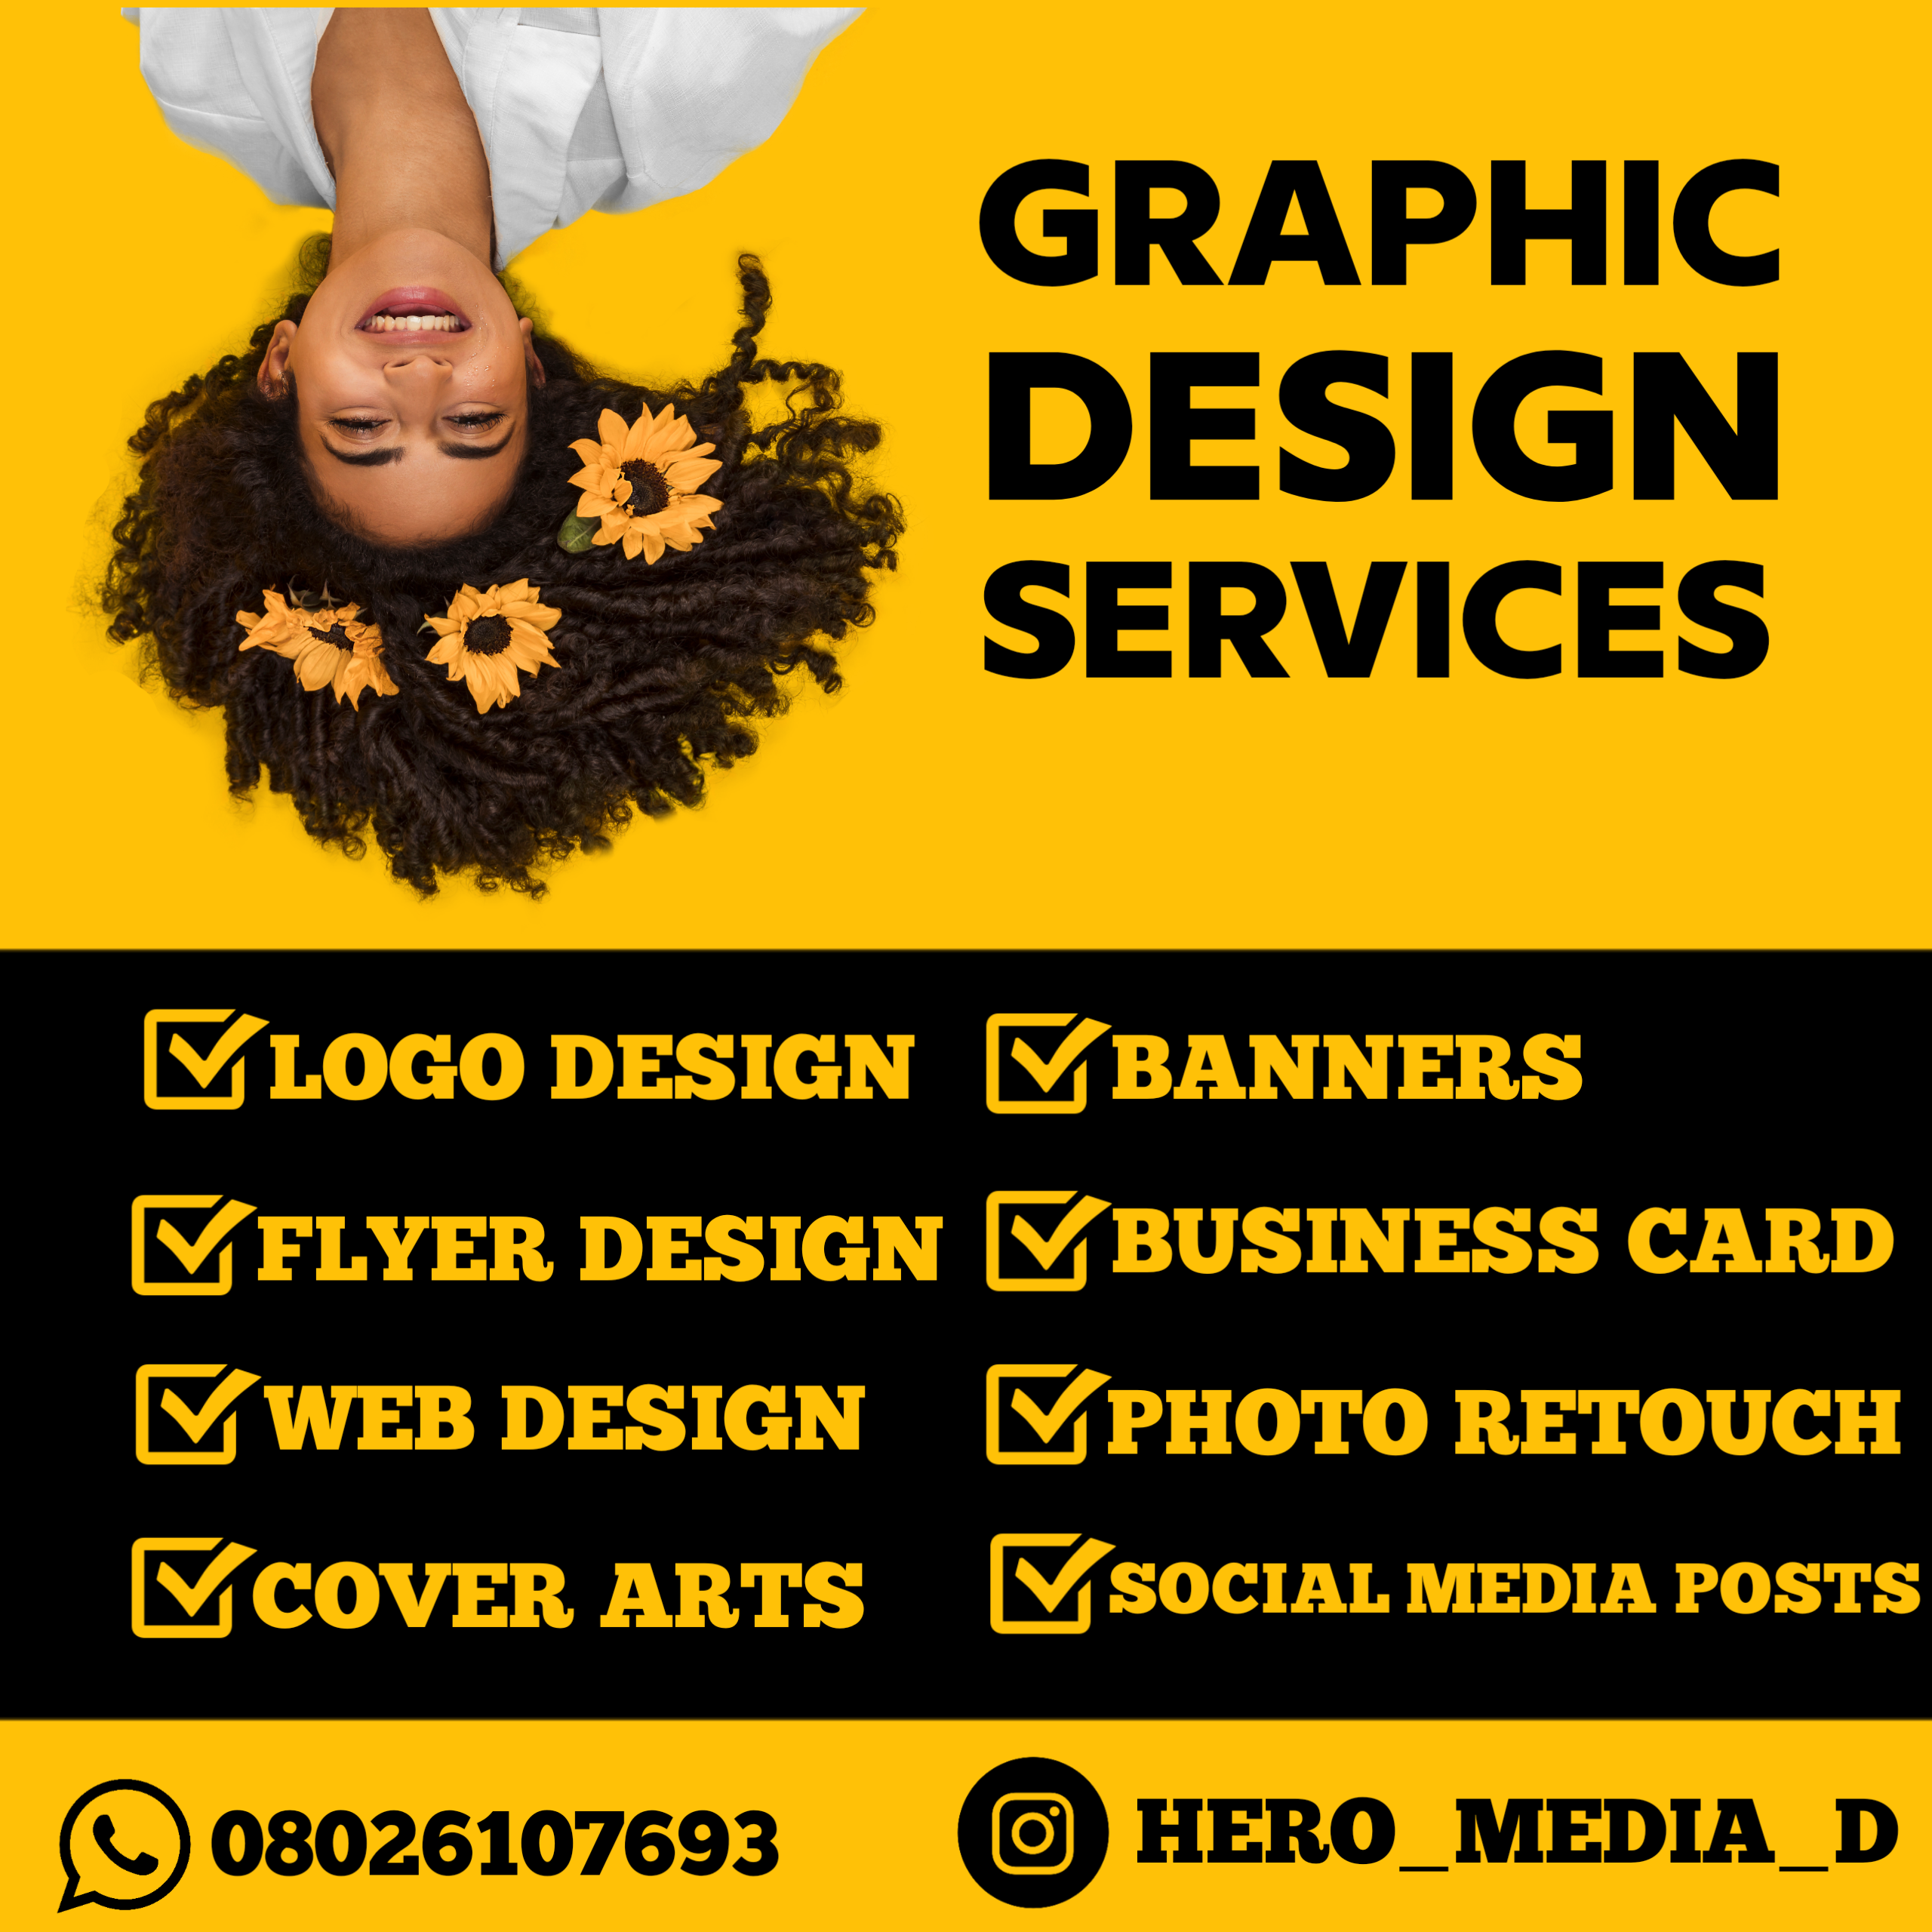 GRAPHIC
DESIGN
SERVICES
LOGO DESIGN
FLYER DESIGN
WEB DESIGN
COVER ARTS
BANNERS
BUSINESS CARD
PHOTO RETOUCH
SOCIAL MEDIA POSTS
08026107693
HERO_MEDIA_D